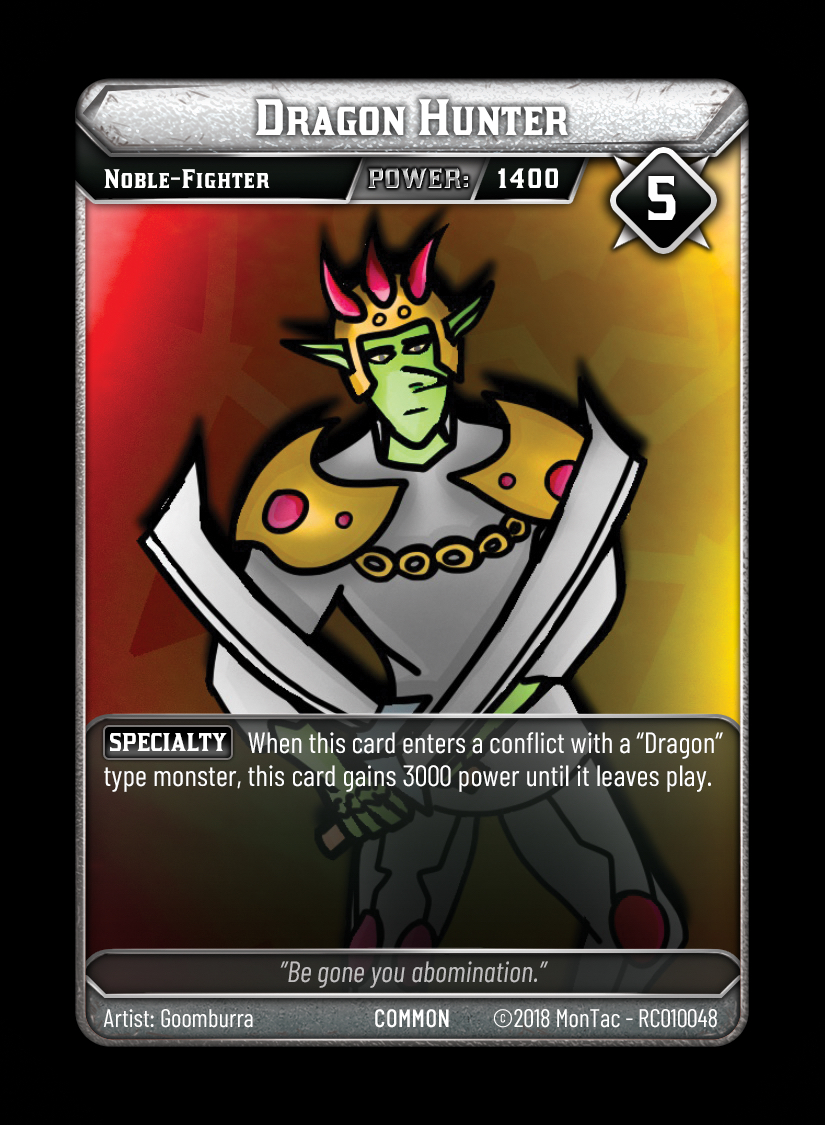 Dragon Hunter
Noble-Fighter POWER: 1400
5
SPECIALTY When this card enters a conflict with a “Dragon”
type monster, this card gains 3000 power until it leaves play.
"Be gone you abomination."
Artist: Goomburra COMMON ©2018 MonTac - RC010048